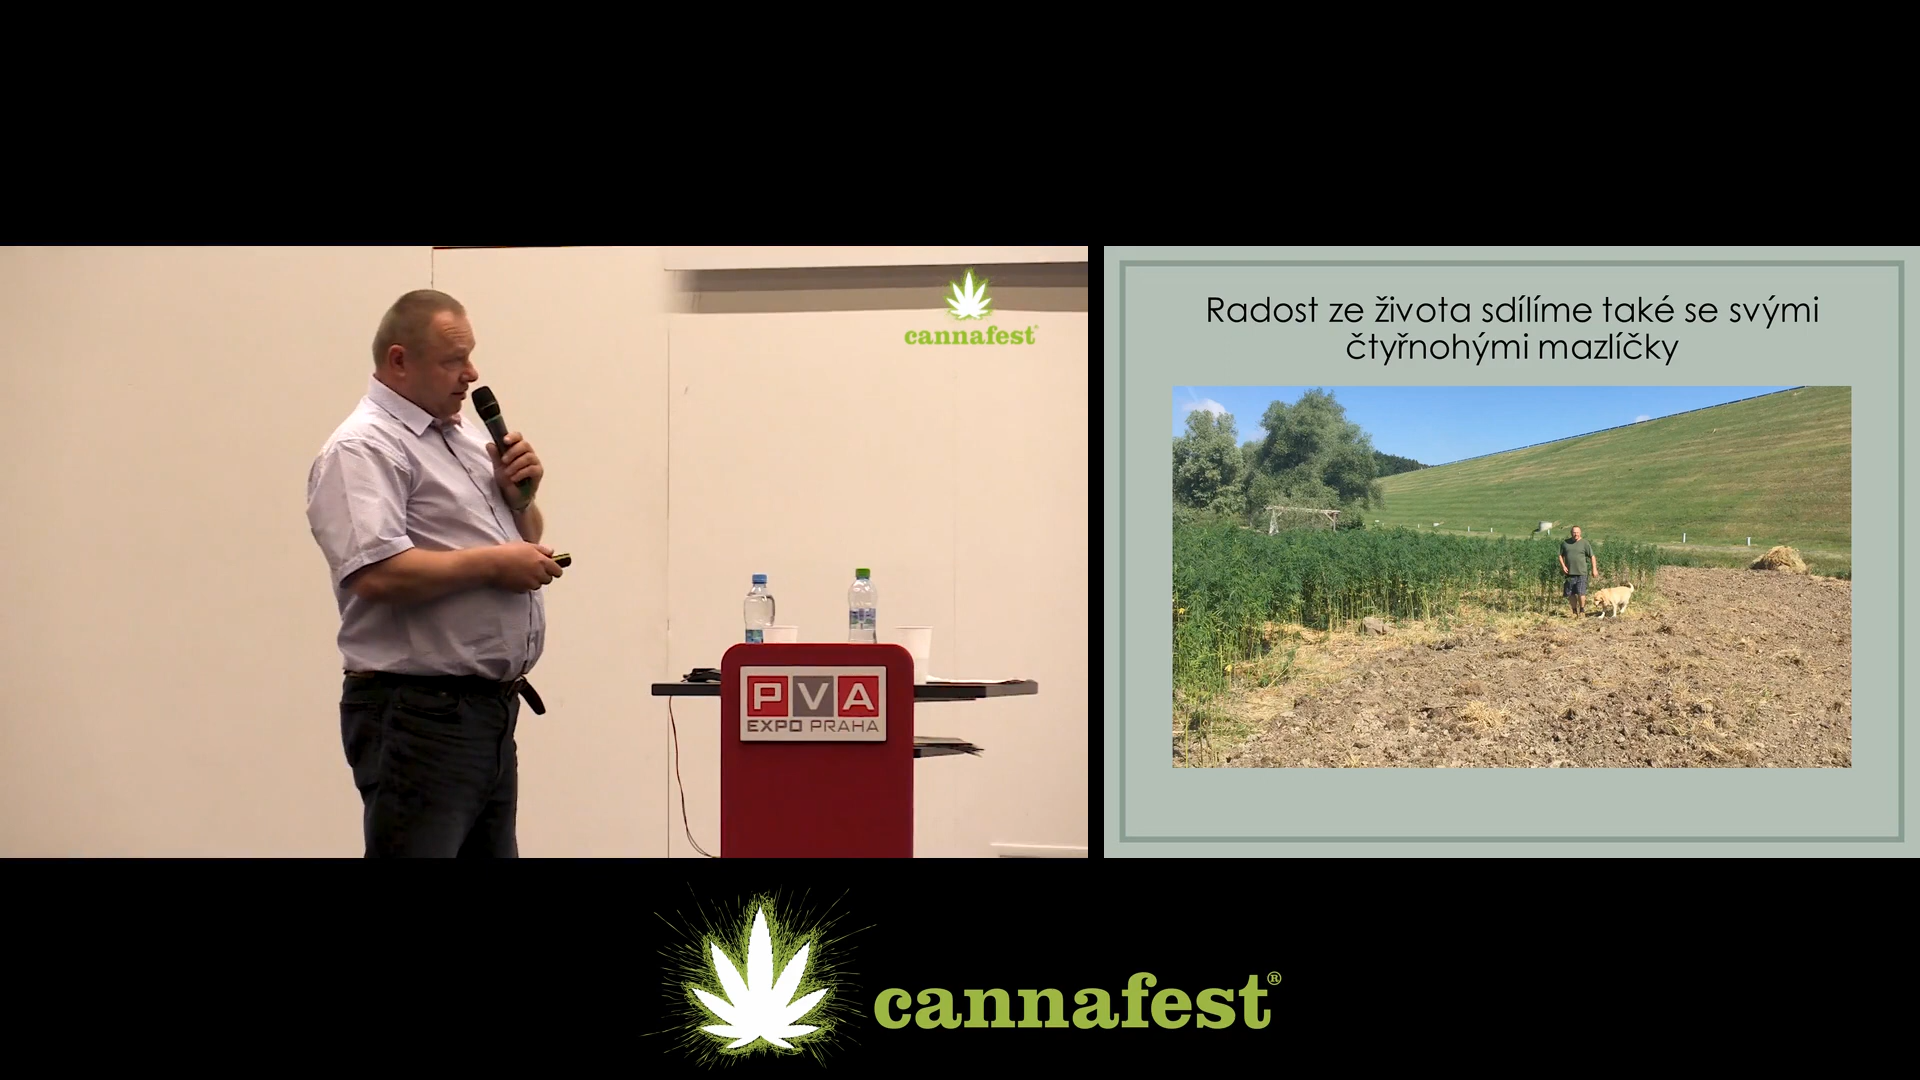 cannafest
Radost ze života sdílíme také se svými
čtyřnohými mazlíčky
PVA
EXPO PRAHA
cannafest®